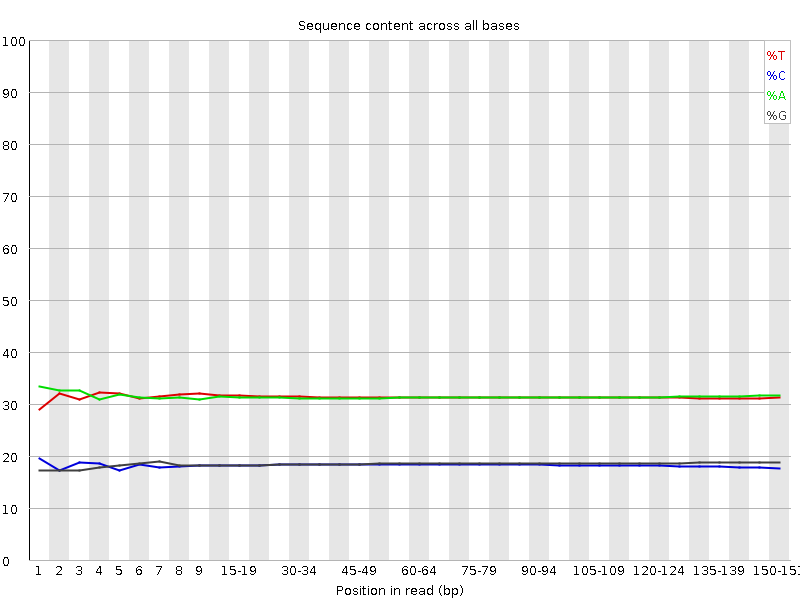 Sequence content across all bases
100
90
80
70
60
50
40
30
20
10
0
%T
%C
%A
%G
1 2 3 4 5 6 7 8 9 15-19 30-34 45-49 60-64 75-79 90-94 105-109 120-124 135-139 150-151
Position in read (bp)